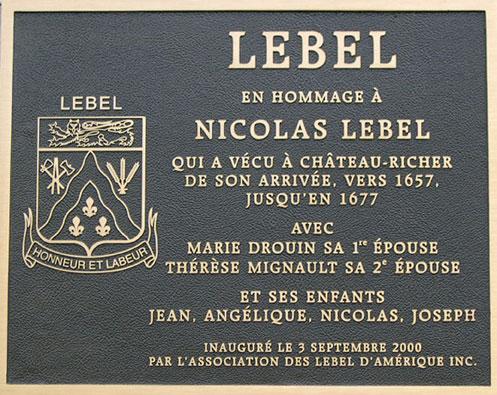 LEBEL
LEBEL
HONNEUR ET LABEUR
EN HOMMAGE À
NICOLAS LEBEL
QUI A VÉCU À CHÂTEAU-RICHER
DE SON ARRIVÉE, VERS 1657,
JUSQU'EN 1677
AVEC
MARIE DROUIN SA 1re ÉPOUSE
THÉRÈSE MIGNAULT SA 2e ÉPOUSE
ET SES ENFANTS
JEAN, ANGÉLIQUE, NICOLAS, JOSEPH
INAUGURÉ LE 3 SEPTEMBRE 2000
PAR L'ASSOCIATION DES LEBEL D'AMÉRIQUE INC.